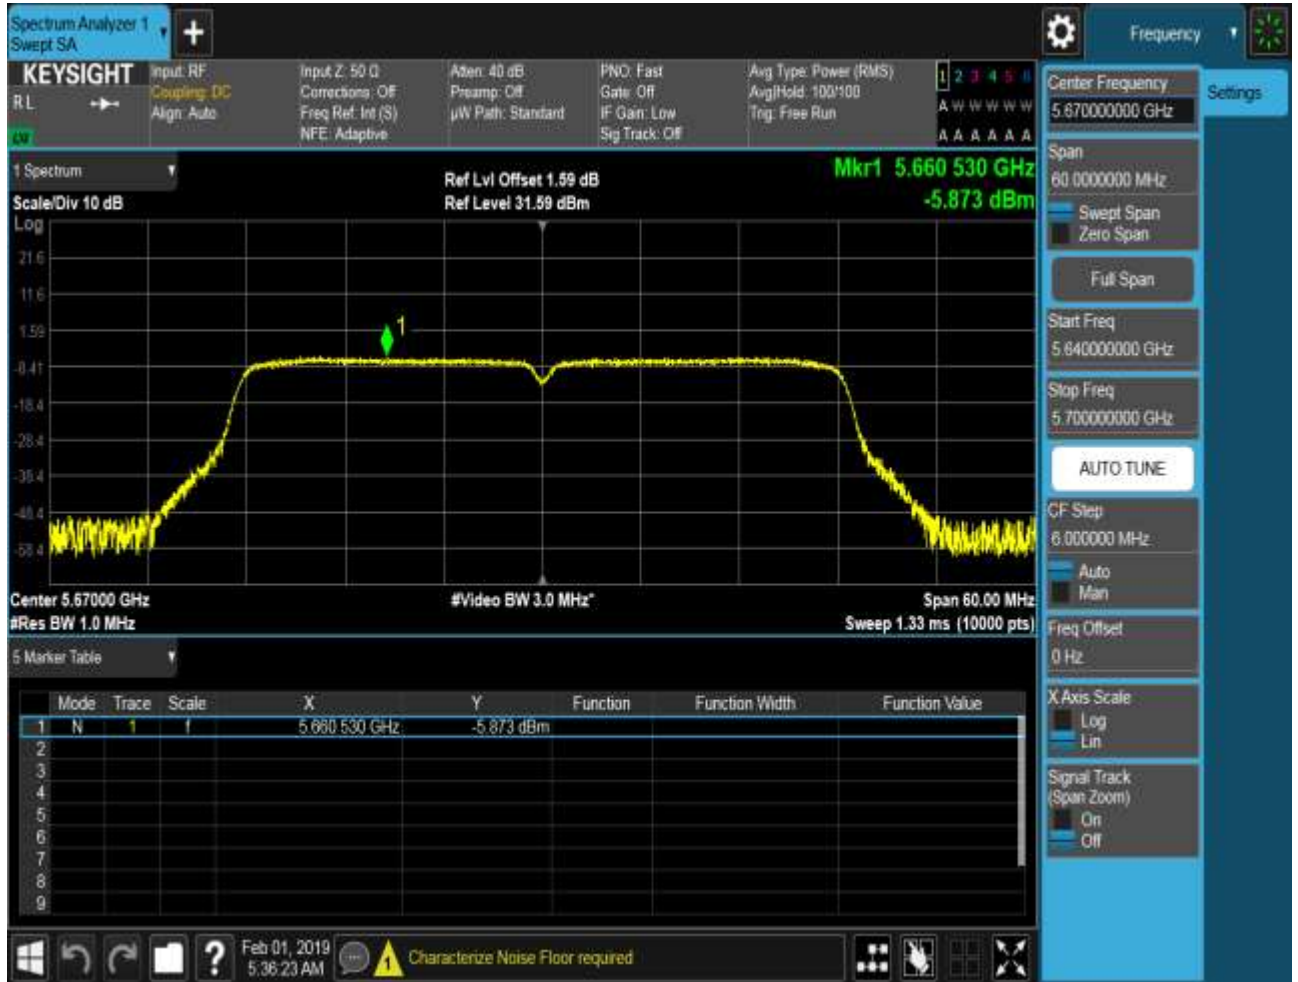 Spectrum Analyzer 1
Swept SA
+
Frequency
KEYSIGHT
RL
Input: RF
Coupling: DC
Align: Auto
Input Z: 50 Ω
Corrections: Off
Freq Ref: Int (S)
NFE: Adaptive
Atten: 40 dB
Preamp: Off
µW Path: Standard
PNO: Fast
Gate: Off
IF Gain: Low
Sig Track: Off
Avg Type: Power (RMS)
Avg|Hold: 100/100
Trig: Free Run
1 2 3 4 5 6
A W W W W W
A A A A A A
1 Spectrum
Scale/Div 10 dB
Ref Lvl Offset 1.59 dB
Ref Level 31.59 dBm
Mkr1 5.660 530 GHz
-5.873 dBm
Log
21.6
11.6
1.59
-8.41
-18.4
-28.4
-38.4
-48.4
-58.4
1
Center 5.67000 GHz
#Res BW 1.0 MHz
#Video BW 3.0 MHz*
Span 60.00 MHz
Sweep 1.33 ms (10000 pts)
5 Marker Table
Mode Trace Scale X Y Function Function Width Function Value
1 N 1 f 5.660 530 GHz -5.873 dBm
2
3
4
5
6
7
8
9
Feb 01, 2019
5:36:23 AM
?
1
Characterize Noise Floor required
Settings
Center Frequency
5.670000000 GHz
Span
60.0000000 MHz
Swept Span
Zero Span
Full Span
Start Freq
5.640000000 GHz
Stop Freq
5.700000000 GHz
AUTO TUNE
CF Step
6.000000 MHz
Auto
Man
Freq Offset
0 Hz
X Axis Scale
Log
Lin
Signal Track
(Span Zoom)
On
Off